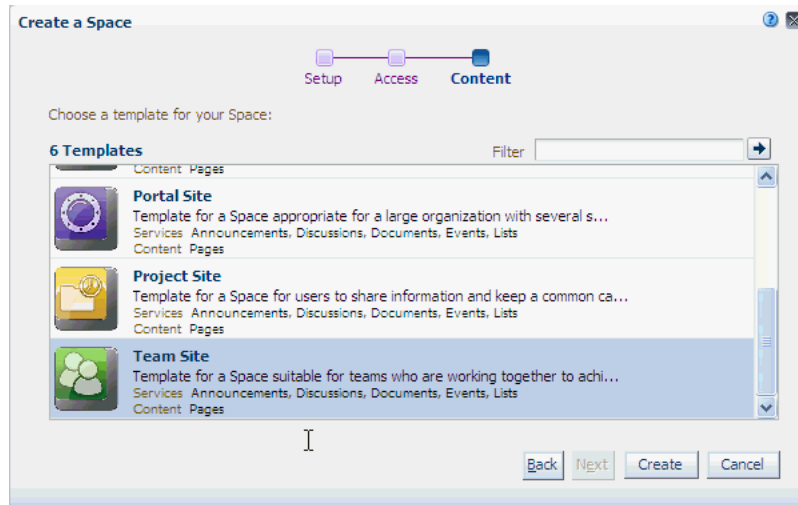 Create a Space
Setup Access Content
Choose a template for your Space:
6 Templates Filter
Content Pages
Portal Site
Template for a Space appropriate for a large organization with several s...
Services Announcements, Discussions, Documents, Events, Lists
Content Pages
Project Site
Template for a Space for users to share information and keep a common ca...
Services Announcements, Discussions, Documents, Events, Lists
Content Pages
Team Site
Template for a Space suitable for teams who are working together to achi...
Services Announcements, Discussions, Documents, Events, Lists
Content Pages
Back Next Create Cancel